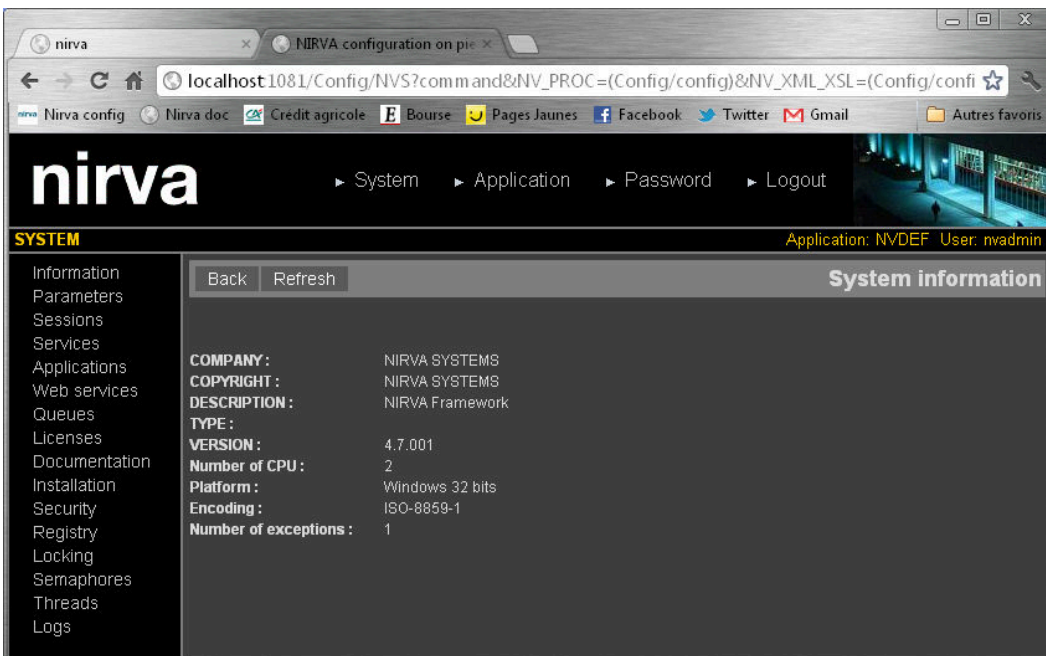 nirva
NIRVA configuration on pie
localhost:1081/Config/NVS?command&NV_PROC=(Config/config)&NV_XML_XSL=(Config/confi
nirva Nirva config Nirva doc CA Crédit agricole E Bourse Pages Jaunes Facebook Twitter Gmail Autres favoris
nirva System Application Password Logout
SYSTEM Application: NVDEF User: nvadmin
Information
Parameters
Sessions
Services
Applications
Web services
Queues
Licenses
Documentation
Installation
Security
Registry
Locking
Semaphores
Threads
Logs
Back Refresh System information
COMPANY : NIRVA SYSTEMS
COPYRIGHT : NIRVA SYSTEMS
DESCRIPTION : NIRVA Framework
TYPE :
VERSION : 4.7.001
Number of CPU : 2
Platform : Windows 32 bits
Encoding : ISO-8859-1
Number of exceptions : 1